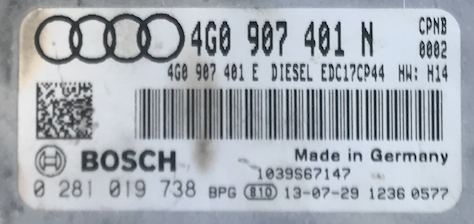 4G0 907 401 N CPNB
0002
4G0 907 401 E DIESEL EDC17CP44 HW: H14
BOSCH Made in Germany
1039S67147
0 281 019 738 BPG 810 13-07-29 1236 0577